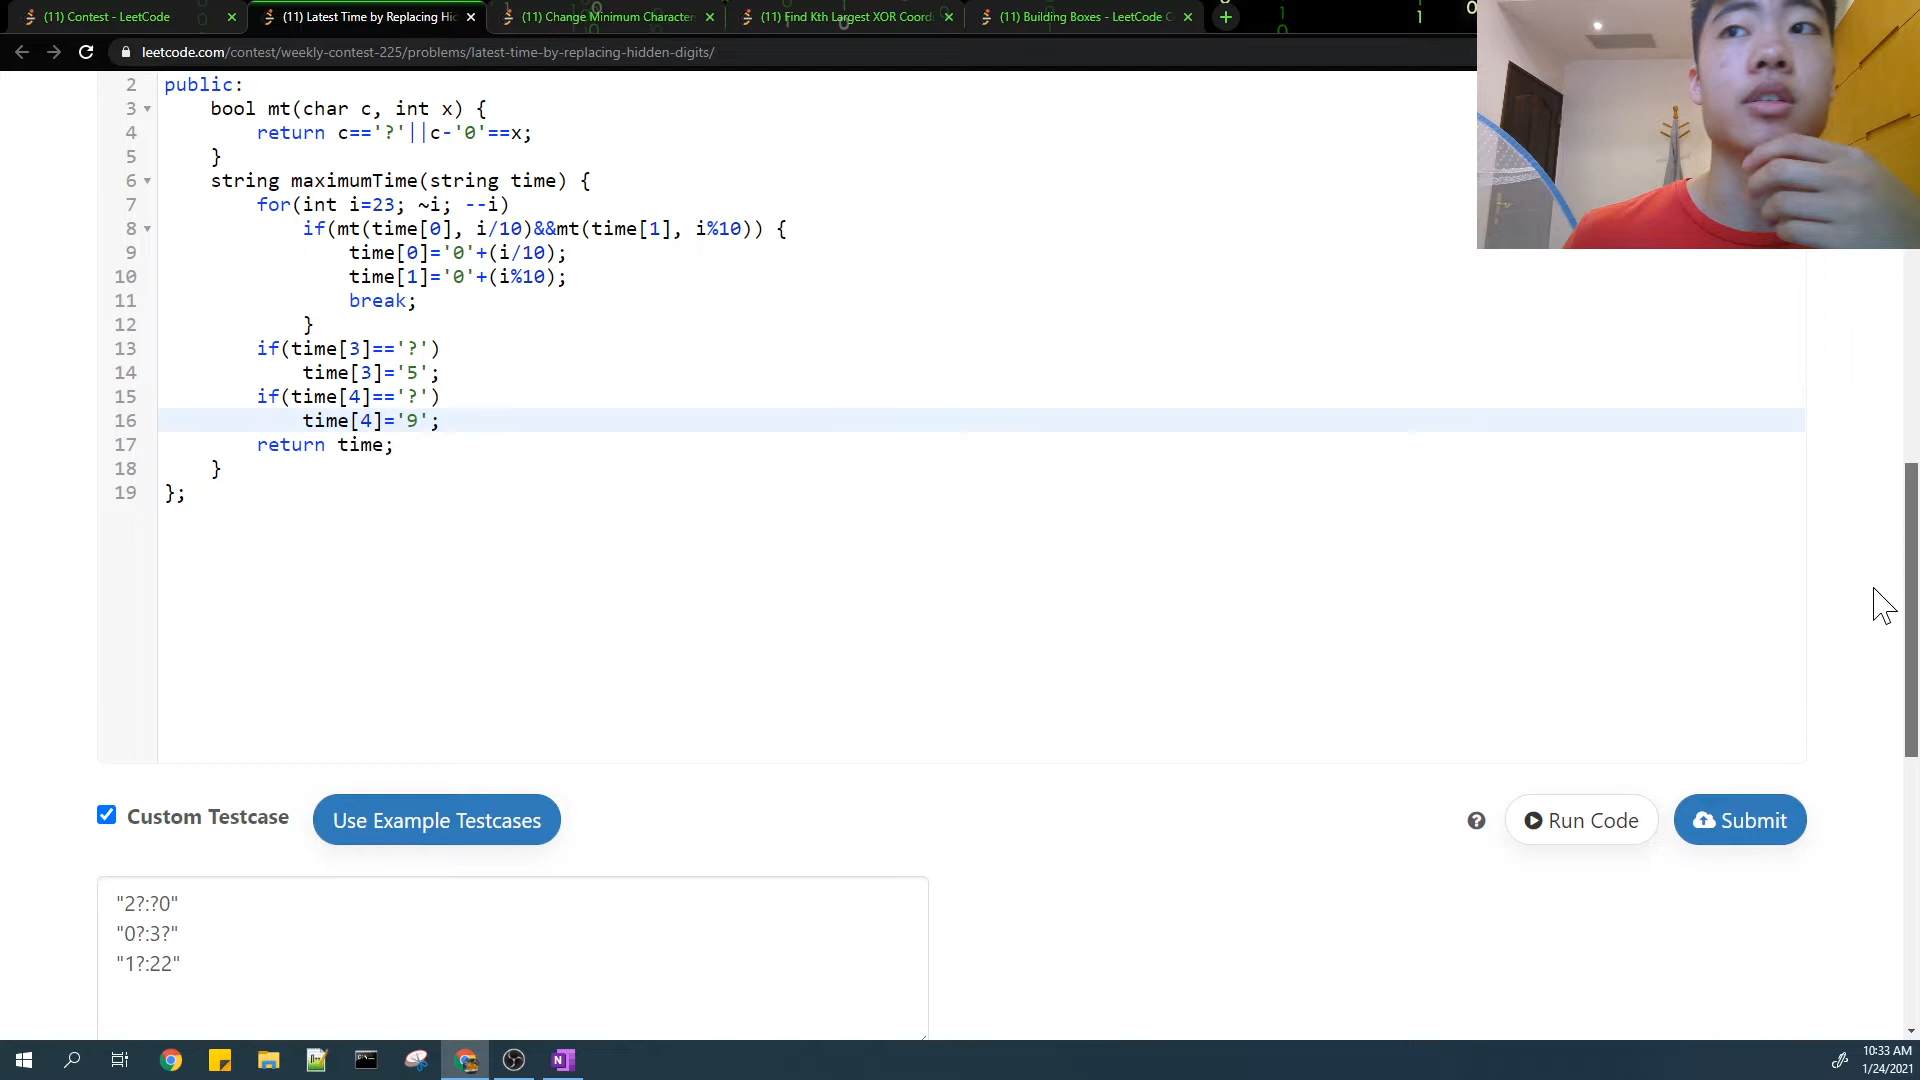 (11) Contest - LeetCode
(11) Latest Time by Replacing Hi
(11) Change Minimum Character
(11) Find Kth Largest XOR Coord
(11) Building Boxes - LeetCode C
leetcode.com/contest/weekly-contest-225/problems/latest-time-by-replacing-hidden-digits/
2 public:
3 bool mt(char c, int x) {
4 return c=='?'||c-'0'==x;
5 }
6 string maximumTime(string time) {
7 for(int i=23; ~i; --i)
8 if(mt(time[0], i/10)&&mt(time[1], i%10)) {
9 time[0]='0'+(i/10);
10 time[1]='0'+(i%10);
11 break;
12 }
13 if(time[3]=='?')
14 time[3]='5';
15 if(time[4]=='?')
16 time[4]='9';
17 return time;
18 }
19 };
Custom Testcase
Use Example Testcases
Run Code
Submit
"2?:?0"
"0?:3?"
"1?:22"
10:33 AM
1/24/2021